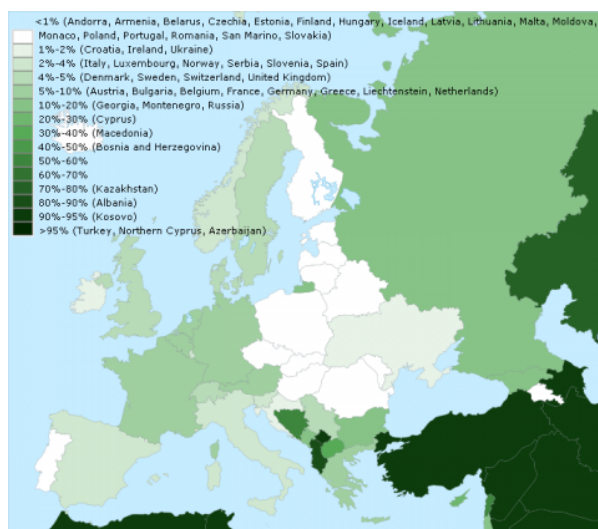 <1% (Andorra, Armenia, Belarus, Czechia, Estonia, Finland, Hungary, Iceland, Latvia, Lithuania, Malta, Moldova,
Monaco, Poland, Portugal, Romania, San Marino, Slovakia)
1%-2% (Croatia, Ireland, Ukraine)
2%-4% (Italy, Luxembourg, Norway, Serbia, Slovenia, Spain)
4%-5% (Denmark, Sweden, Switzerland, United Kingdom)
5%-10% (Austria, Bulgaria, Belgium, France, Germany, Greece, Liechtenstein, Netherlands)
10%-20% (Georgia, Montenegro, Russia)
20%-30% (Cyprus)
30%-40% (Macedonia)
40%-50% (Bosnia and Herzegovina)
50%-60%
60%-70%
70%-80% (Kazakhstan)
80%-90% (Albania)
90%-95% (Kosovo)
>95% (Turkey, Northern Cyprus, Azerbaijan)